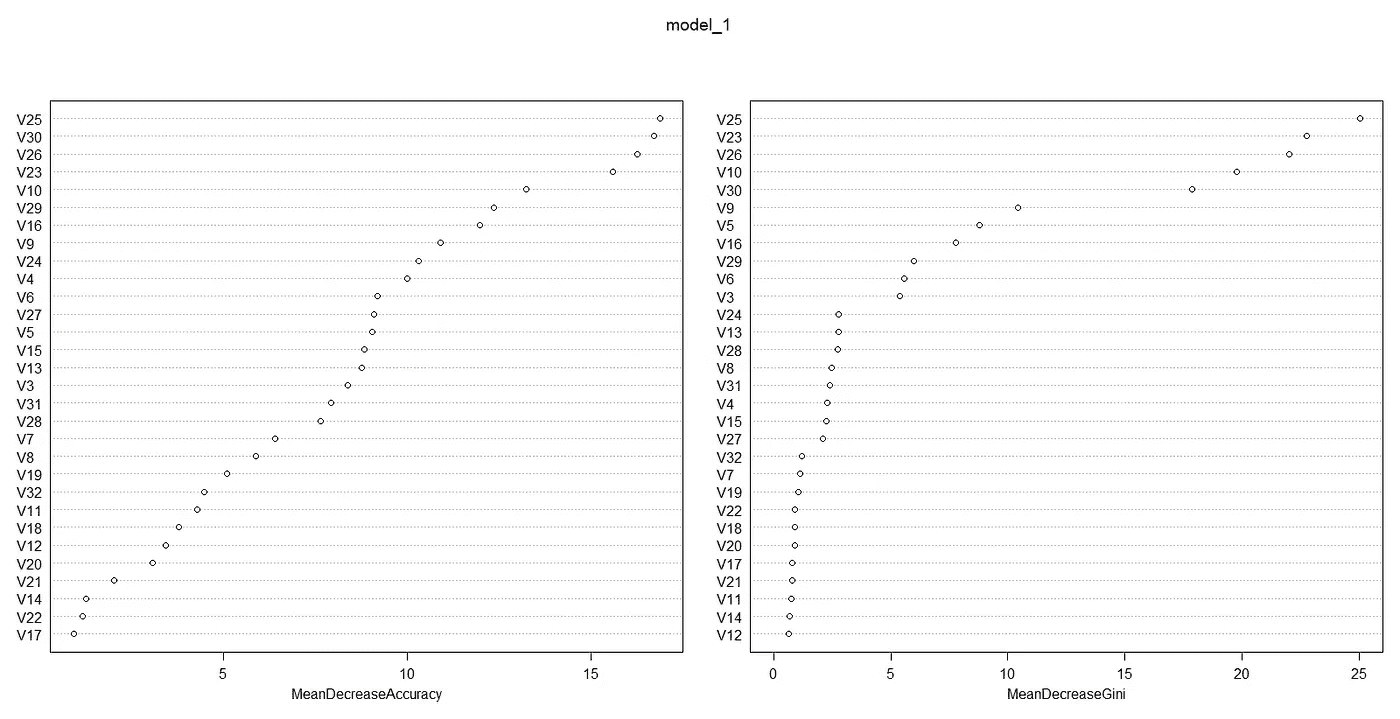 model_1
V25
V30
V26
V23
V10
V29
V16
V9
V24
V4
V6
V27
V5
V15
V13
V3
V31
V28
V7
V8
V19
V32
V11
V18
V12
V20
V21
V14
V22
V17
5 10 15
MeanDecreaseAccuracy
V25
V23
V26
V10
V30
V9
V5
V16
V29
V6
V3
V24
V13
V28
V8
V31
V4
V15
V27
V32
V7
V19
V22
V18
V20
V17
V21
V11
V14
V12
0 5 10 15 20 25
MeanDecreaseGini